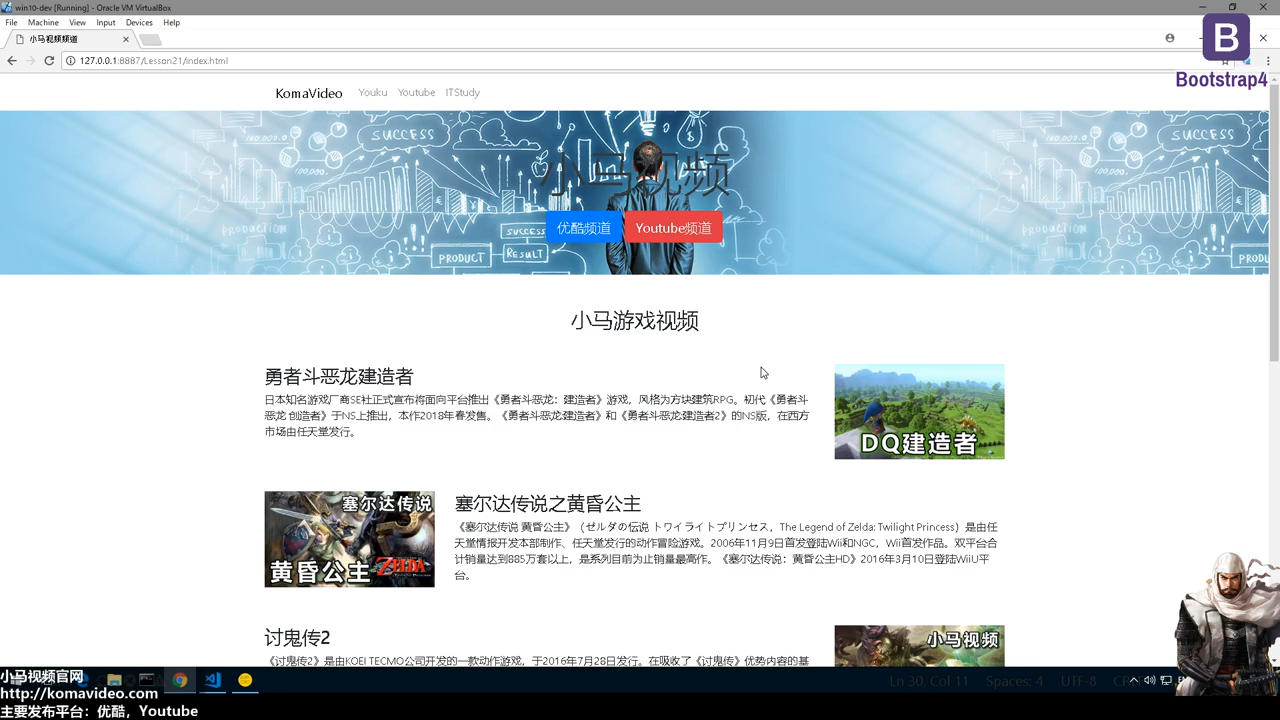 win10-dev [Running] - Oracle VM VirtualBox
File Machine View Input Devices Help
小马视频频道
127.0.0.1:8887/Lesson21/index.html
B
Bootstrap4
KomaVideo Youku Youtube ITStudy
SUCCESS
SUCCESS
100.000.0
PRODUCTION
PRODUCTION
小马视频
优酷频道 Youtube频道
SUCCESS
RESULT
PRODUCT
PRODUCT
小马游戏视频
勇者斗恶龙建造者
日本知名游戏厂商SE社正式宣布将面向平台推出《勇者斗恶龙：建造者》游戏，风格为方块建筑RPG。初代《勇者斗
恶龙 创造者》于NS上推出，本作2018年春发售。《勇者斗恶龙:建造者》和《勇者斗恶龙:建造者2》的NS版，在西方
市场由任天堂发行。
DQ建造者
塞尔达传说
黄昏公主 ZELDA
塞尔达传说之黄昏公主
《塞尔达传说 黄昏公主》（ゼルダの伝説 トワイライトプリンセス，The Legend of Zelda: Twilight Princess）是由任
天堂情报开发本部制作、任天堂发行的动作冒险游戏。2006年11月9日首发登陆Wii和NGC，Wii首发作品。双平台合
计销量达到885万套以上，是系列目前为止销量最高作。《塞尔达传说：黄昏公主HD》2016年3月10日登陆WiiU平
台。
讨鬼传2
《讨鬼传2》是由KOEI TECMO公司开发的一款动作游戏，于2016年7月28日发行。在吸收了《讨鬼传》优势内容的基
小马视频
Ln 30, Col 11 Spaces: 4 UTF-8
小马视频官网
http://komavideo.com
主要发布平台：优酷，Youtube